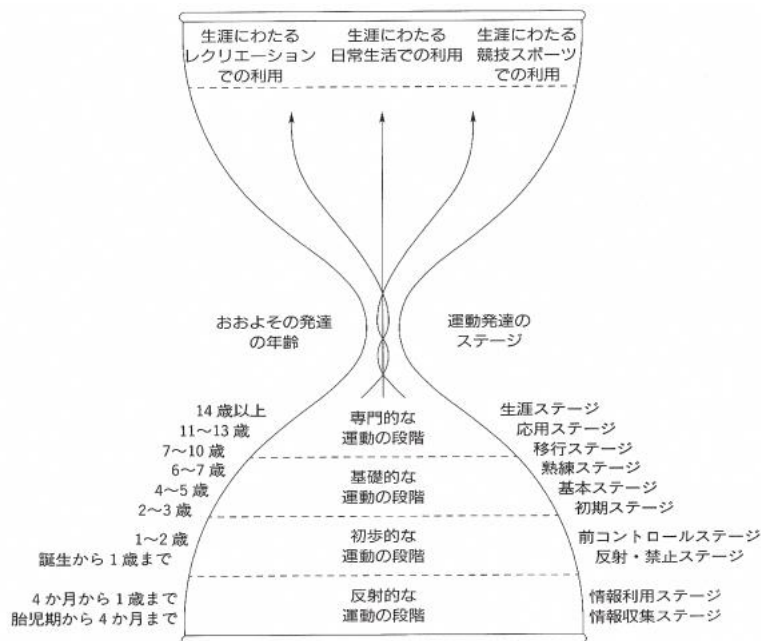 生涯にわたる
レクリエーション
での利用
生涯にわたる
日常生活での利用
生涯にわたる
競技スポーツ
での利用
おおよその発達
の年齢
運動発達の
ステージ
14歳以上
11〜13歳
7〜10歳
6〜7歳
4〜5歳
2〜3歳
1〜2歳
誕生から1歳まで
4か月から1歳まで
胎児期から4か月まで
専門的な
運動の段階
基礎的な
運動の段階
初歩的な
運動の段階
反射的な
運動の段階
生涯ステージ
応用ステージ
移行ステージ
熟練ステージ
基本ステージ
初期ステージ
前コントロールステージ
反射・禁止ステージ
情報利用ステージ
情報収集ステージ